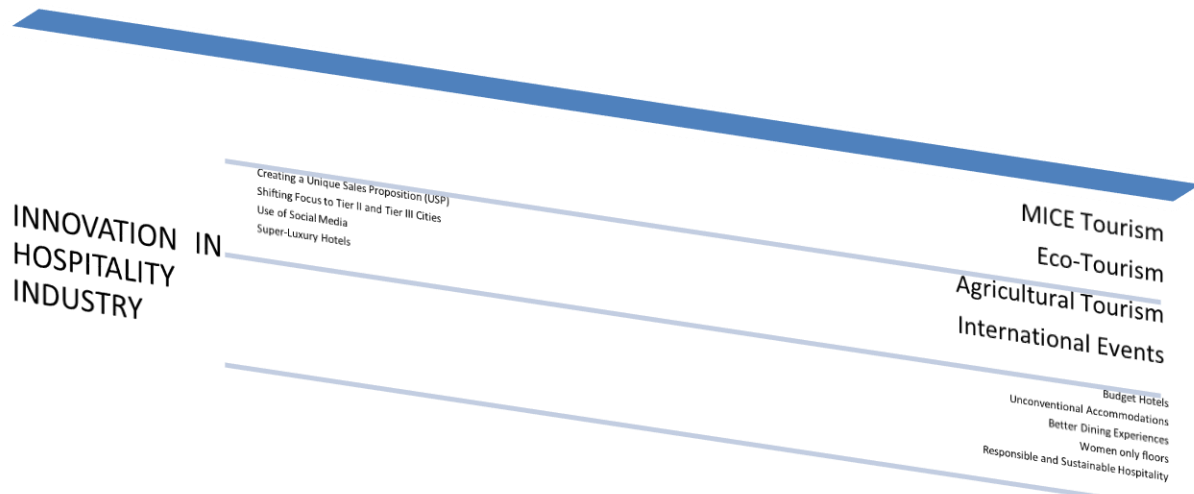 INNOVATION IN
HOSPITALITY
INDUSTRY
Creating a Unique Sales Proposition (USP)
Shifting Focus to Tier II and Tier III Cities
Use of Social Media
Super-Luxury Hotels
MICE Tourism
Eco-Tourism
Agricultural Tourism
International Events
Budget Hotels
Unconventional Accommodations
Better Dining Experiences
Women only floors
Responsible and Sustainable Hospitality